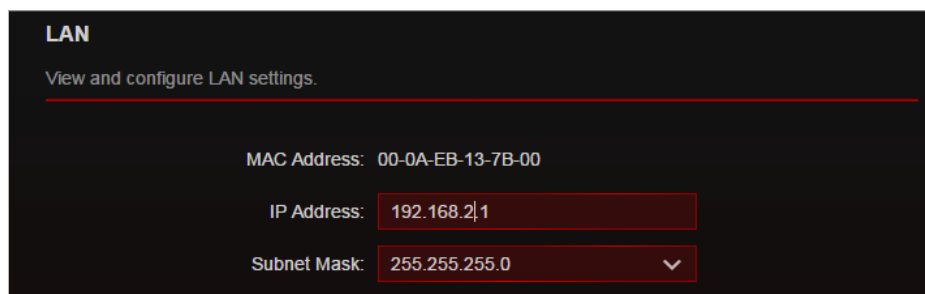 LAN
View and configure LAN settings.
MAC Address: 00-0A-EB-13-7B-00
IP Address: 192.168.2.1
Subnet Mask: 255.255.255.0